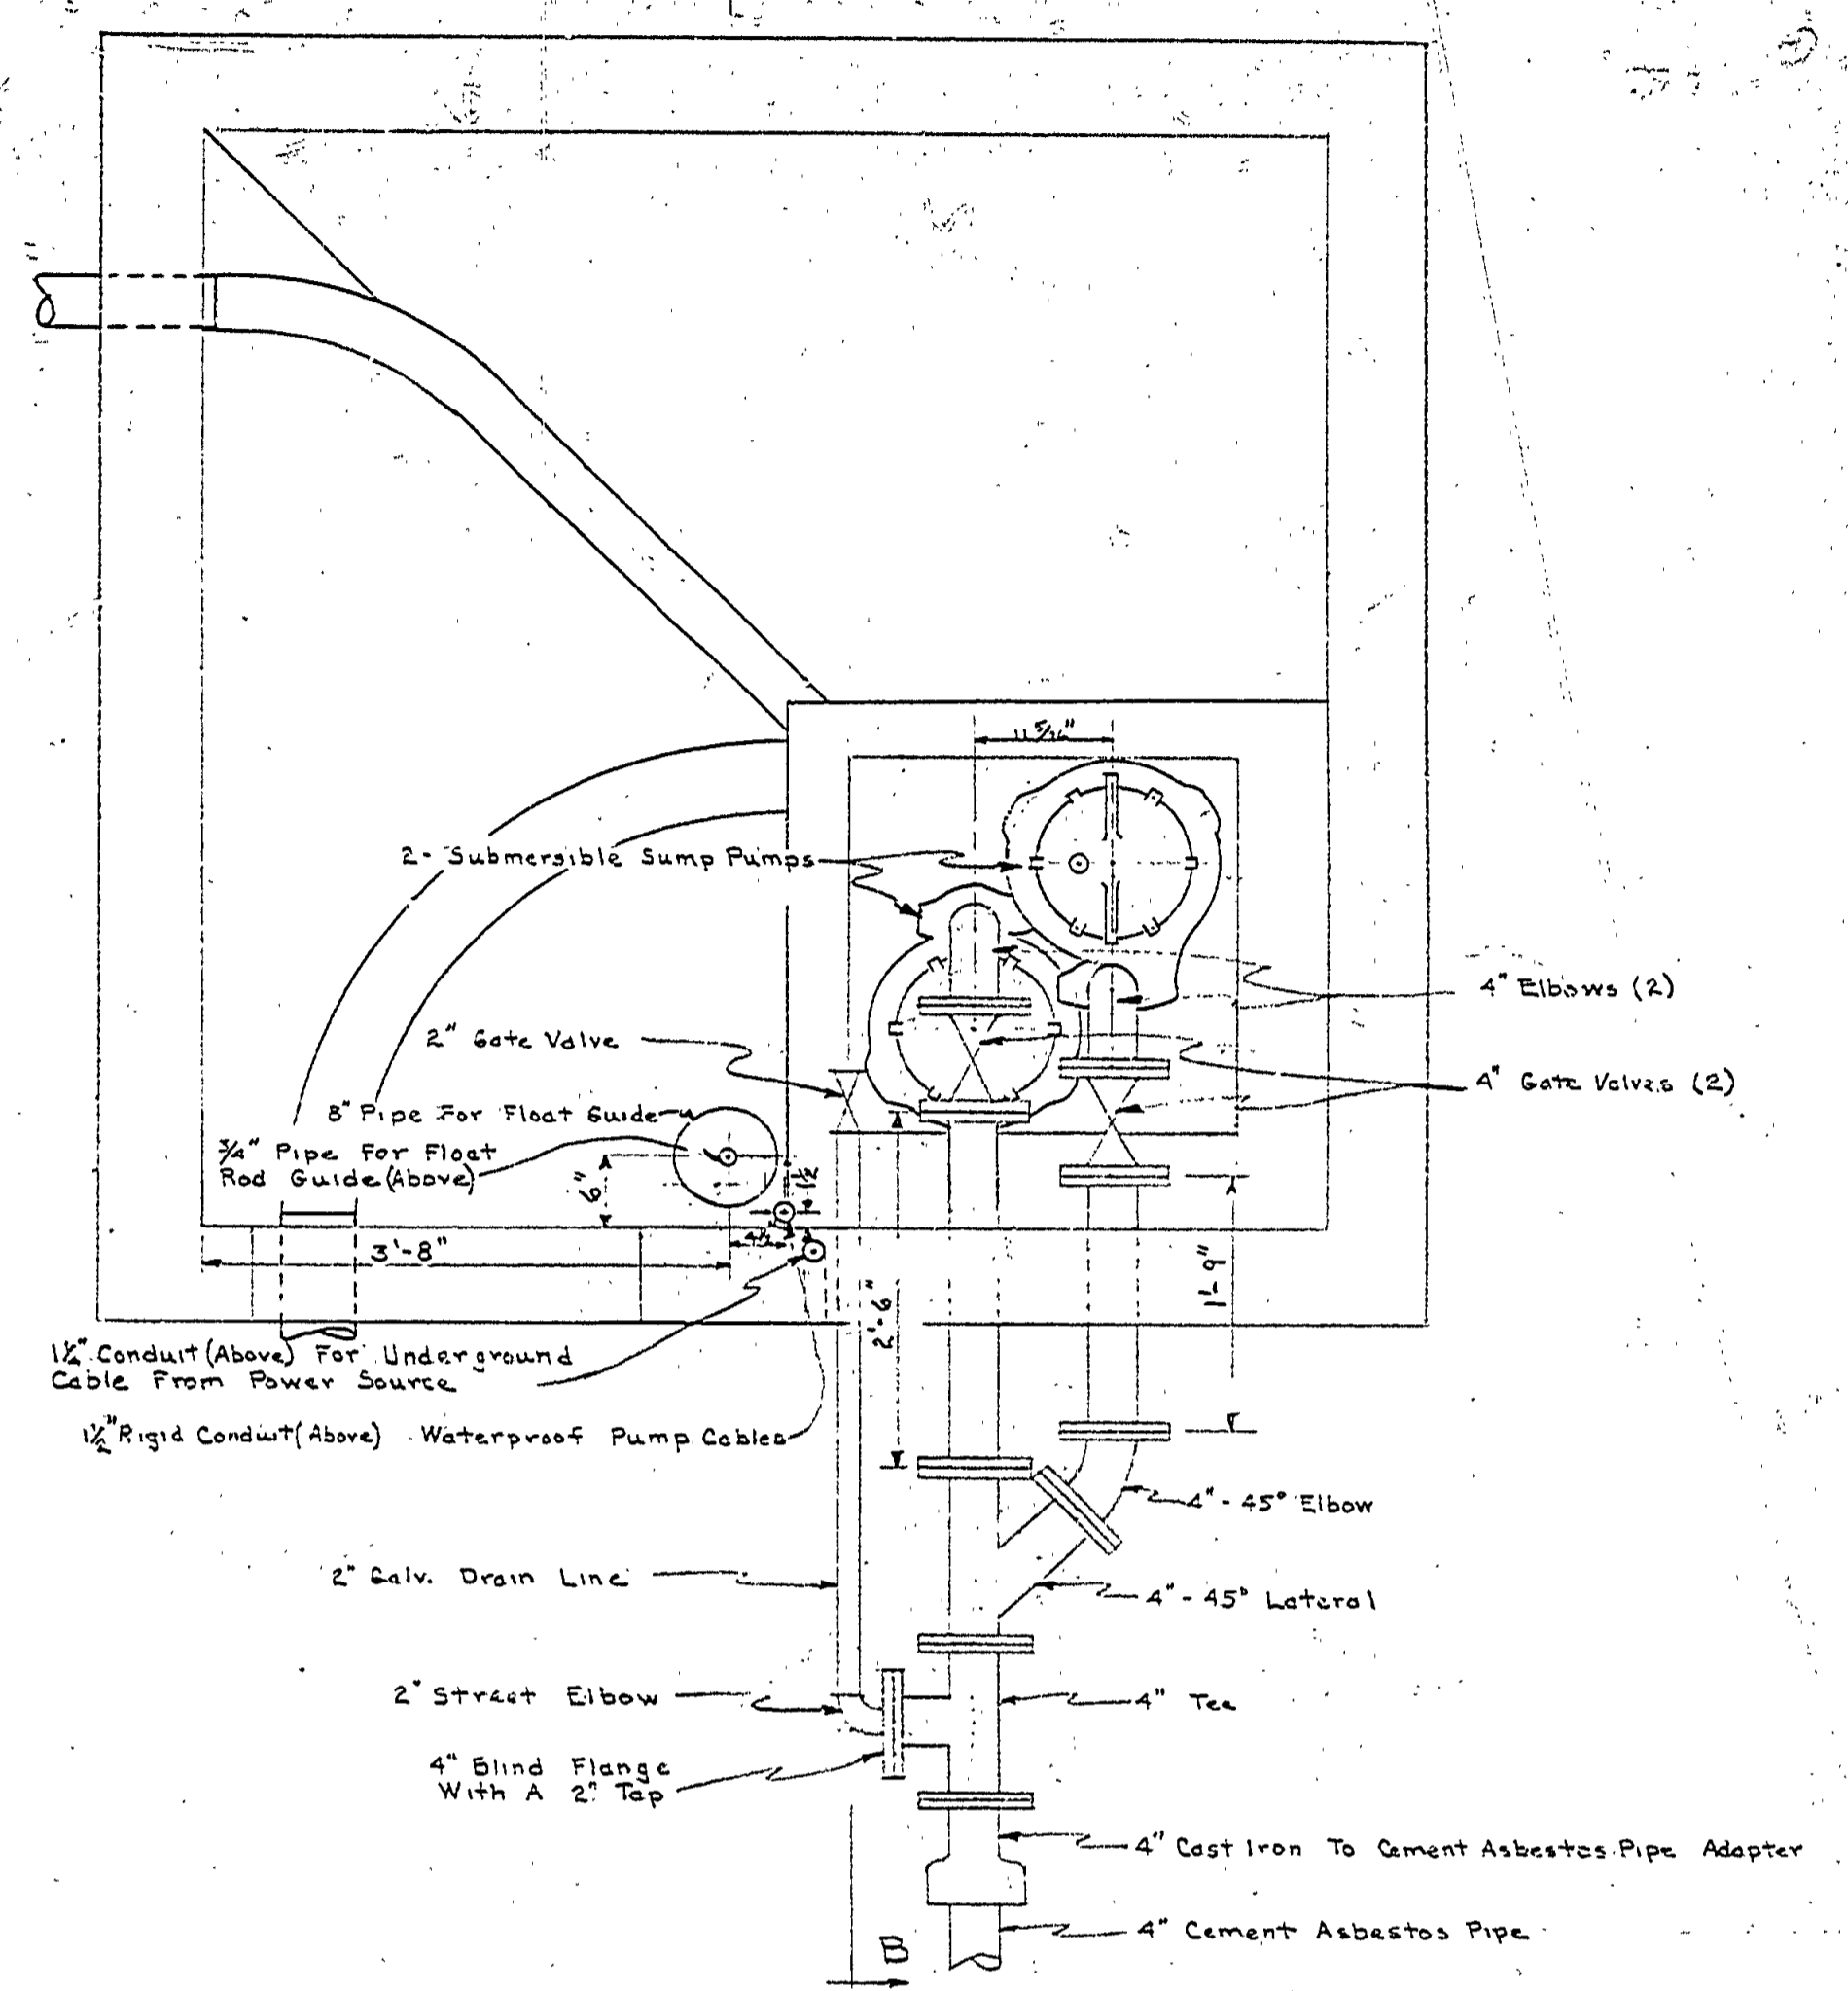 11 5/16"
2- Submersible Sump Pumps
4" Elbows (2)
2" Gate Valve
4" Gate Valves (2)
8" Pipe For Float Guide
3/4" Pipe For Float
Rod Guide (Above)
6"
1 1/2
4 1/2
3'-8"
2'-6"
1'-9"
1 1/4" Conduit (Above) For Underground
Cable From Power Source
1 1/2" Rigid Conduit (Above) Waterproof Pump Cables
4"-45° Elbow
2" Galv. Drain Line
4"-45° Lateral
2" Street Elbow
4" Tee
4" Blind Flange
With A 2" Tap
4" Cast Iron To Cement Asbestos Pipe Adapter
4" Cement Asbestos Pipe
B